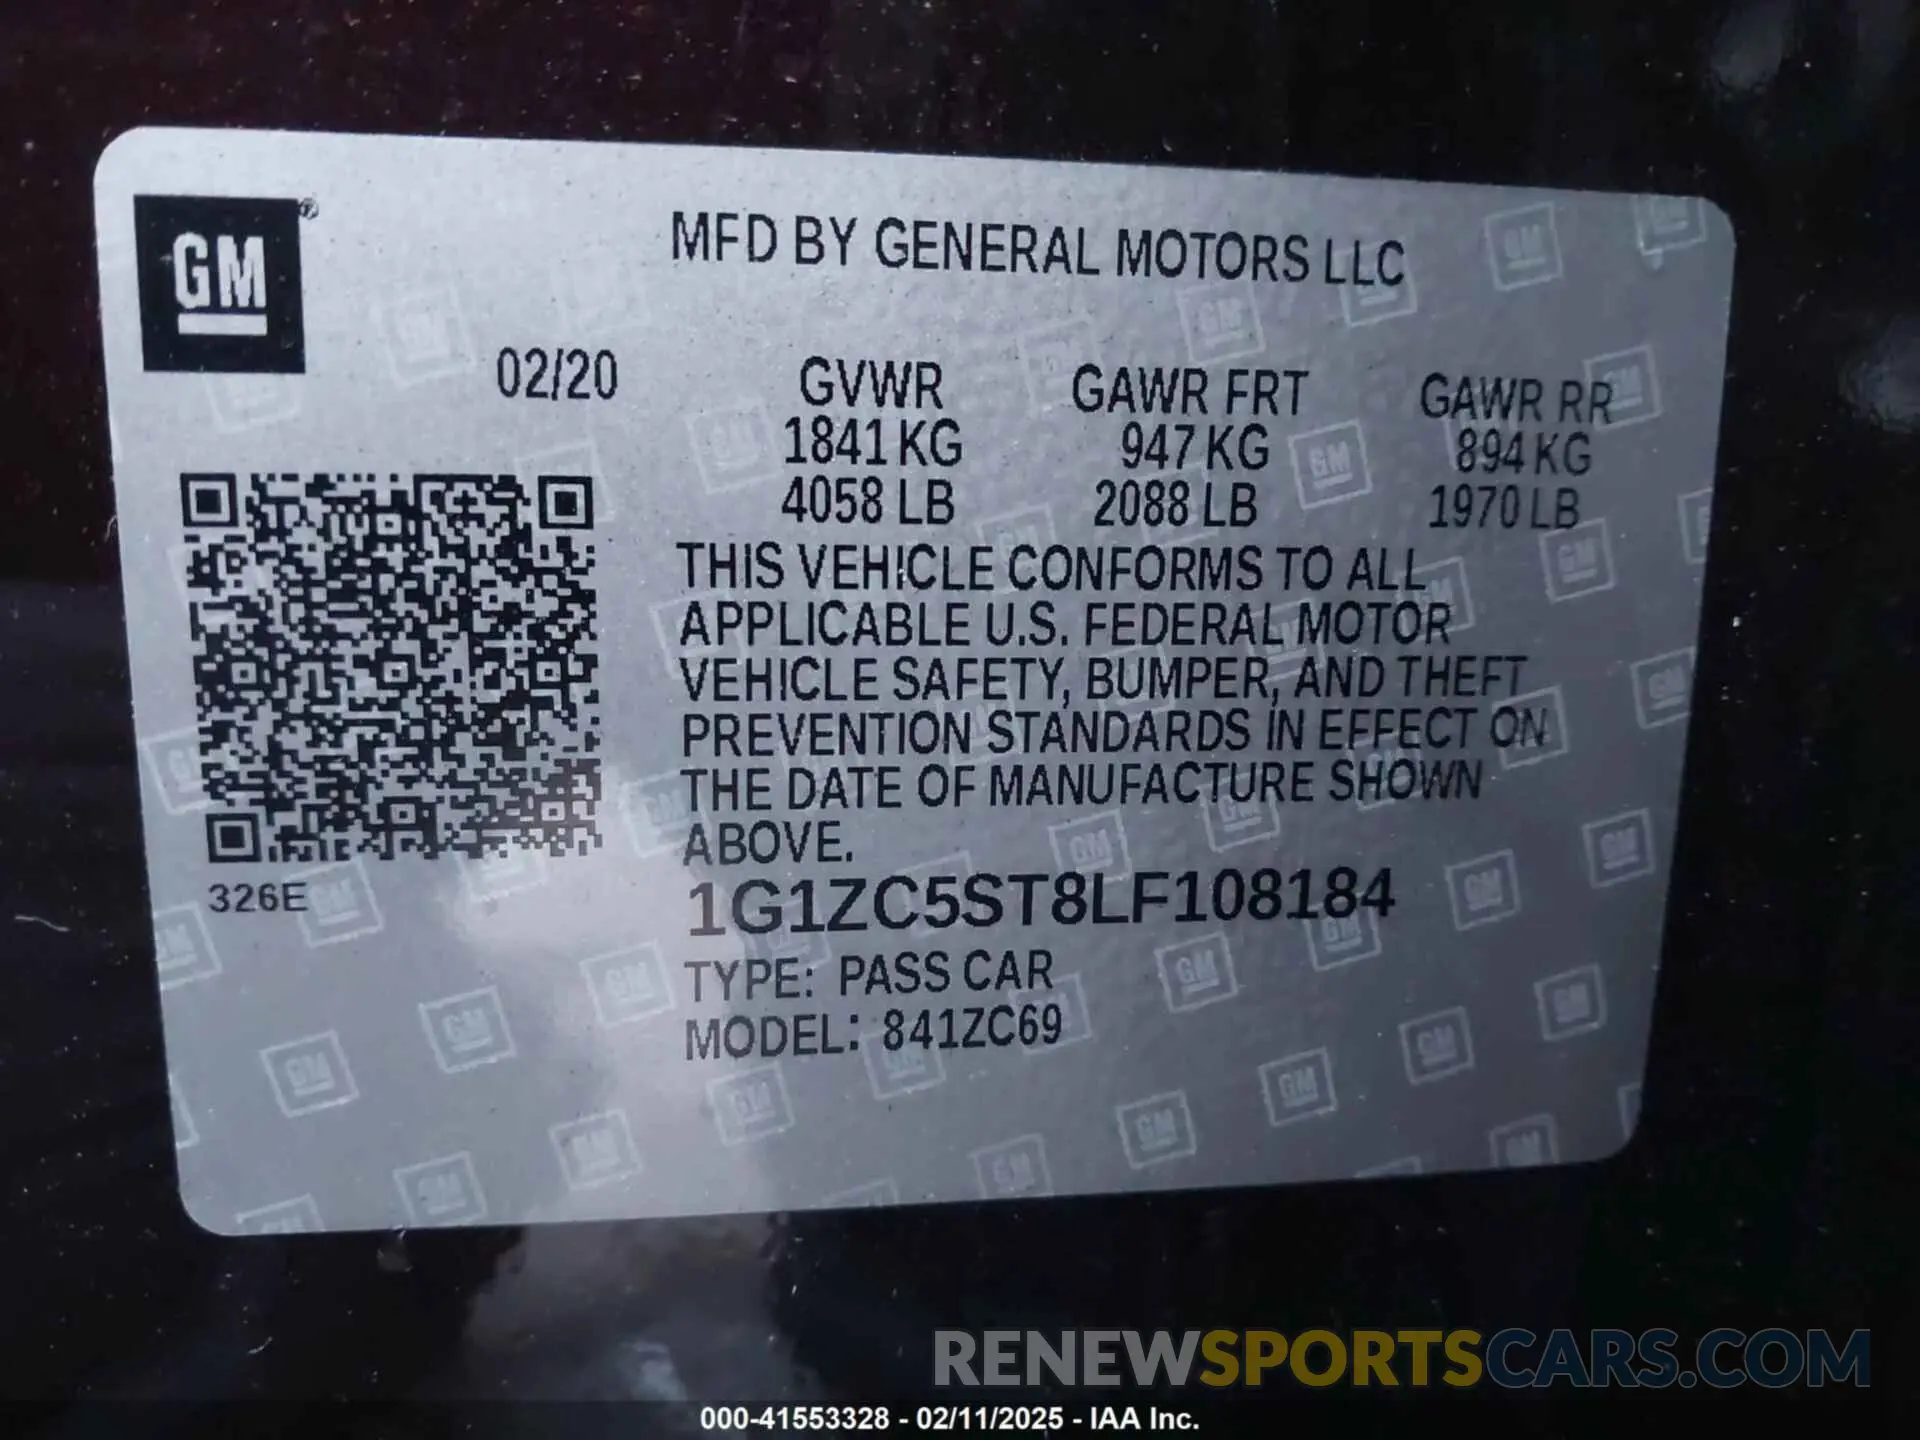 GM®
MFD BY GENERAL MOTORS LLC
02/20 GVWR GAWR FRT GAWR RR
1841 KG 947 KG 894 KG
4058 LB 2088 LB 1970 LB
THIS VEHICLE CONFORMS TO ALL
APPLICABLE U.S. FEDERAL MOTOR
VEHICLE SAFETY, BUMPER, AND THEFT
PREVENTION STANDARDS IN EFFECT ON
THE DATE OF MANUFACTURE SHOWN
ABOVE.
326E
1G1ZC5ST8LF108184
TYPE: PASS CAR
MODEL: 841ZC69
RENEWSPORTSCARS.COM
000-41553328 - 02/11/2025 - IAA Inc.